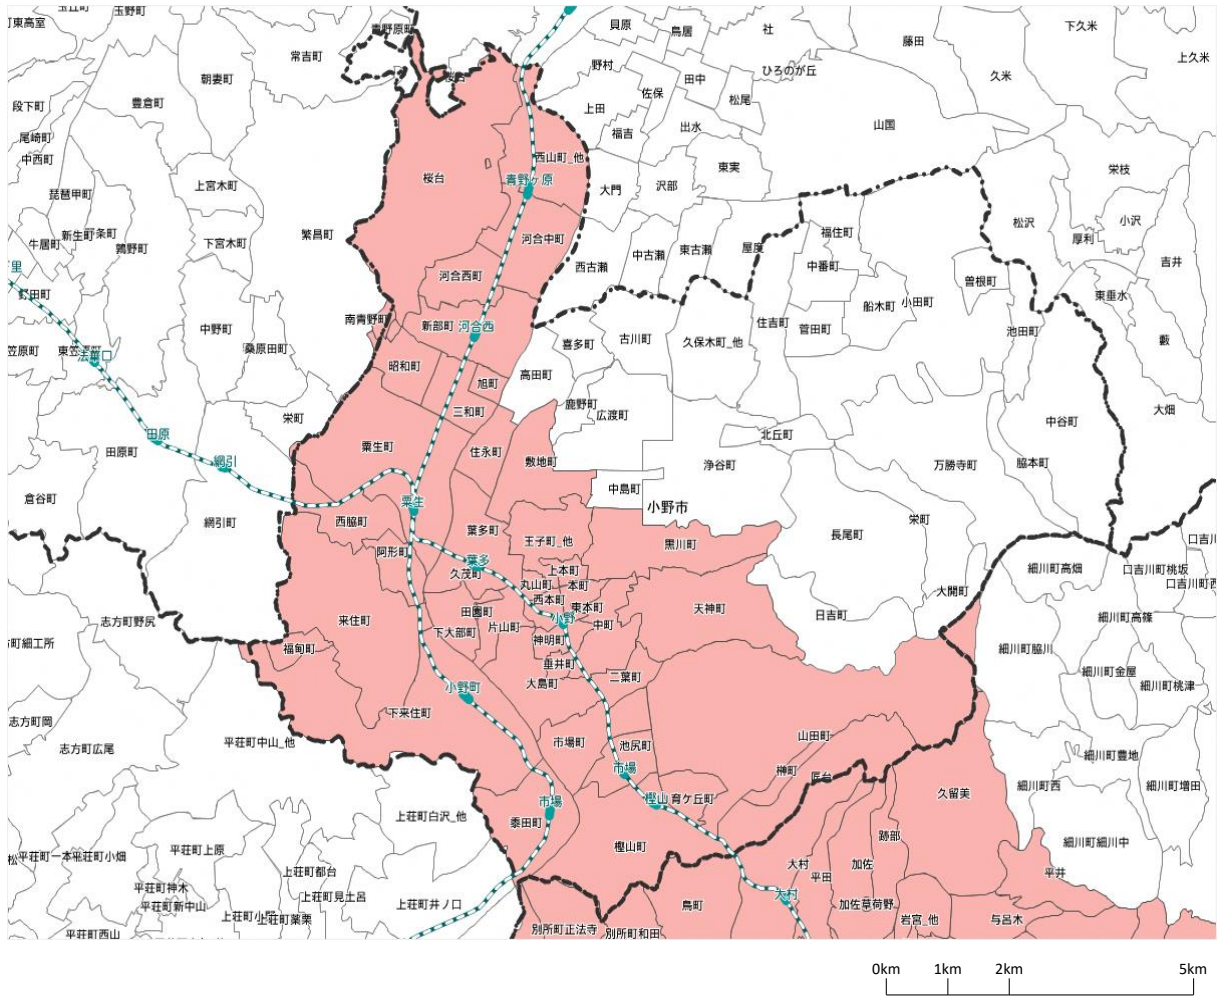 玉野町
青野原町
貝原
鳥居
社
藤田
下久米
上久米
常吉町
朝妻町
桜台
野村
田中
ひろのが丘
久米
段下町
豊倉町
佐保
松尾
上田
尾崎町
福吉
出水
山国
中西町
西山町_他
東実
栄枝
琵琶甲町
上宮木町
桜台
青野ヶ原
大門
沢部
繁昌町
松沢
小沢
新生町
牛居町
鶉野町
下宮木町
河合中町
福住町
厚利
東古瀬
屋度
中古瀬
西古瀬
中番町
吉井
河合西町
曽根町
野田町
東垂水
船木町
小田町
南青野町
新部町
河合西
住吉町
菅田町
池田町
中野町
喜多町
古川町
久保木町_他
藪
笠原町
法華口
桑原田町
昭和町
旭町
高田町
鹿野町
広渡町
三和町
栄町
大畑
中谷町
田原
北丘町
田原町
網引
粟生町
住永町
敷地町
浄谷町
万勝寺町
脇本町
倉谷町
中島町
粟生
小野市
網引町
西脇町
葉多町
王子町_他
黒川町
長尾町
栄町
阿形町
葉多
久茂町
上本町
丸山町
本町
細川町高畑
口吉川町桃坂
西本町
東本町
大開町
田園町
天神町
日吉町
細川町高篠
志方町野尻
来住町
片山町
小野
中町
下大部町
神明町
福甸町
垂井町
細川町脇川
細川町金屋
二葉町
大島町
小野町
細川町桃津
下来住町
志方町岡
志方町広尾
平荘町中山_他
市場町
池尻町
山田町
細川町豊地
市場
榊町
匠台
細川町西
細川町増田
樫山
育ケ丘町
久留美
市場
上荘町白沢_他
黍田町
跡部
細川町細川中
平荘町上原
樫山町
平荘町小畑
大村
加佐
平井
平田
上荘町都台
平荘町神木
上荘町見土呂
大村
平荘町新中山
上荘町井ノ口
鳥町
加佐草荷野
上荘町薬栗
岩宮_他
与呂木
平荘町西山
別所町正法寺
別所町和田
0km 1km 2km 5km